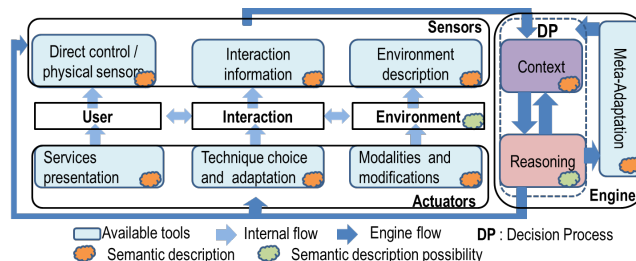 Sensors
DP
Direct control /
physical sensors
Interaction
information
Environment
description
Context
Meta-Adaptation
User
Interaction
Environment
Services
presentation
Technique choice
and adaptation
Modalities and
modifications
Reasoning
Actuators
Engine
Available tools
Internal flow
Engine flow
DP : Decision Process
Semantic description
Semantic description possibility